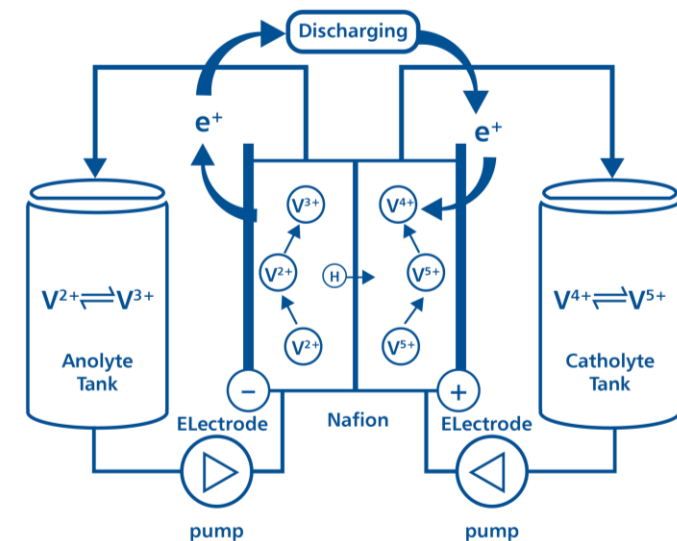 Discharging
e⁺
e⁺
V³⁺
V⁴⁺
V²⁺
H
V⁵⁺
V²⁺⇌V³⁺
V⁴⁺⇌V⁵⁺
V²⁺
V⁵⁺
Anolyte
Tank
Catholyte
Tank
−
+
ELectrode
Nafion
ELectrode
pump
pump